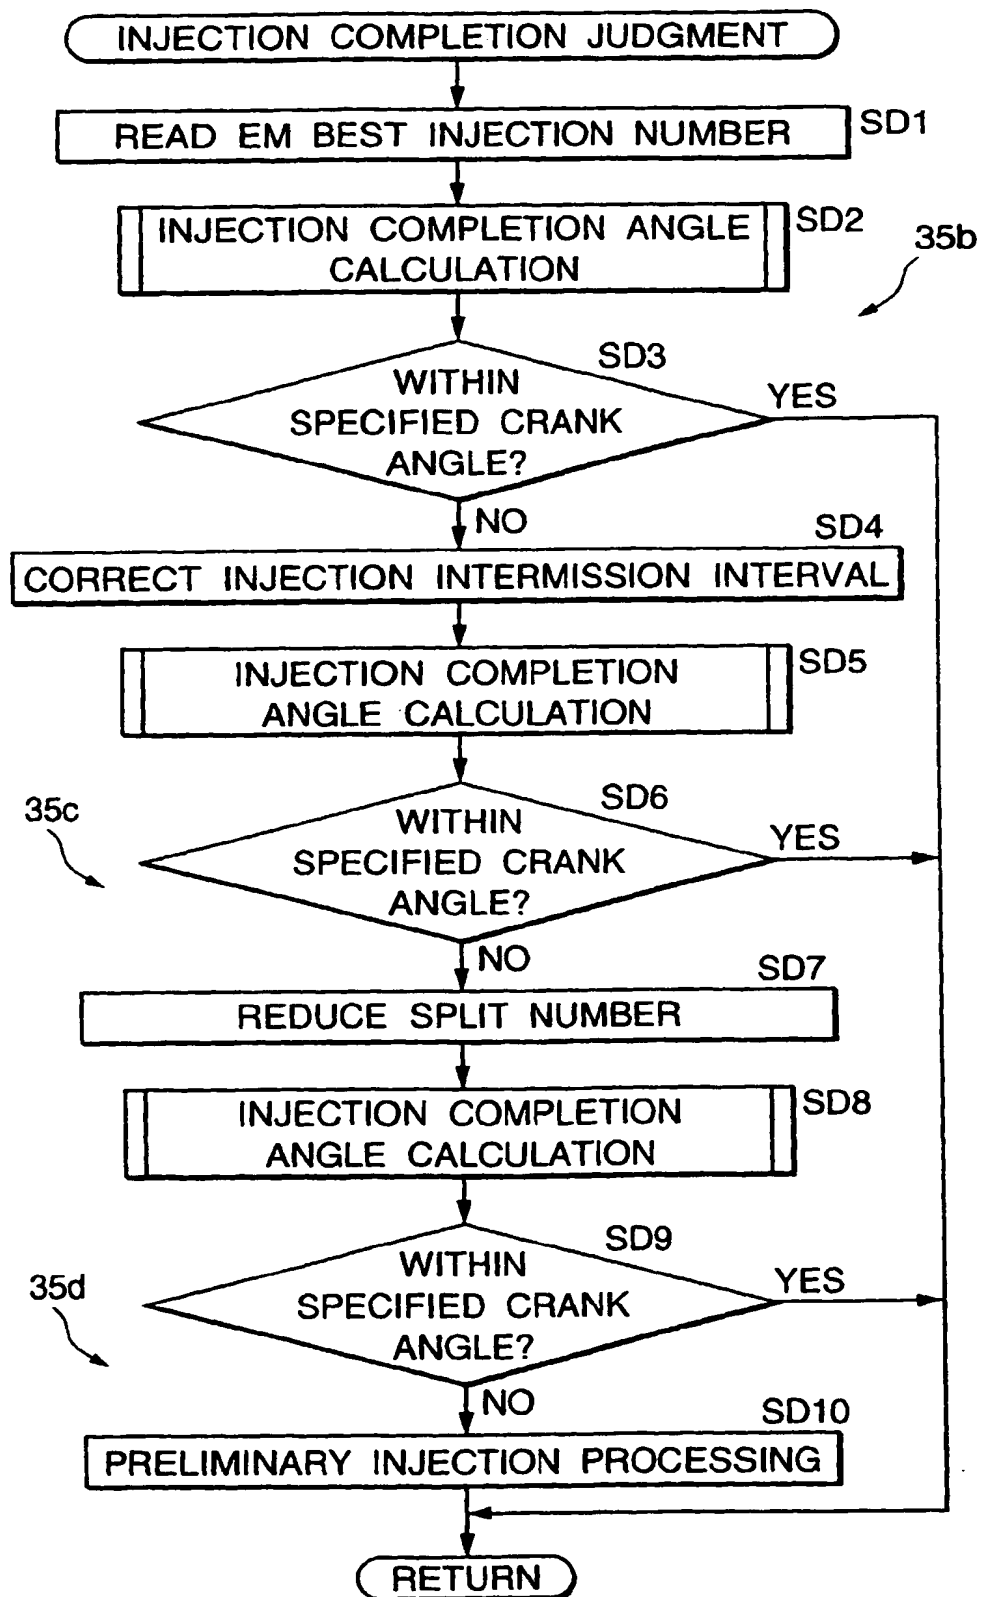 INJECTION COMPLETION JUDGMENT
READ EM BEST INJECTION NUMBER
SD1
INJECTION COMPLETION ANGLE
CALCULATION
SD2
35b
SD3
WITHIN
SPECIFIED CRANK
ANGLE?
YES
NO
SD4
CORRECT INJECTION INTERMISSION INTERVAL
INJECTION COMPLETION
ANGLE CALCULATION
SD5
35c
SD6
WITHIN
SPECIFIED CRANK
ANGLE?
YES
NO
SD7
REDUCE SPLIT NUMBER
INJECTION COMPLETION
ANGLE CALCULATION
SD8
35d
SD9
WITHIN
SPECIFIED CRANK
ANGLE?
YES
NO
SD10
PRELIMINARY INJECTION PROCESSING
RETURN